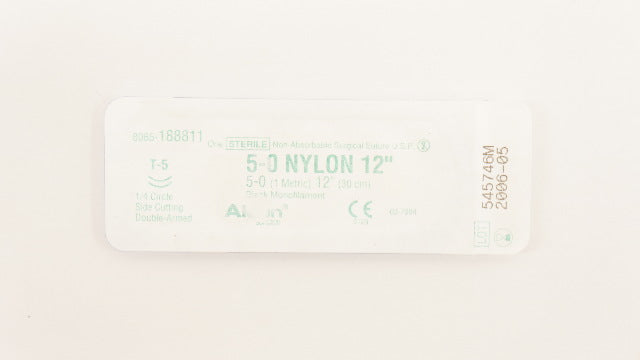 8065-188811
One STERILE Non-Absorbable Surgical Suture U.S.P.
T-5
5-0 NYLON 12"
5-0 (1 Metric) 12" (30 cm)
Black Monofilament
1/4 Circle
Side Cutting
Double-Armed
CE
LOT
545746M
2006-05